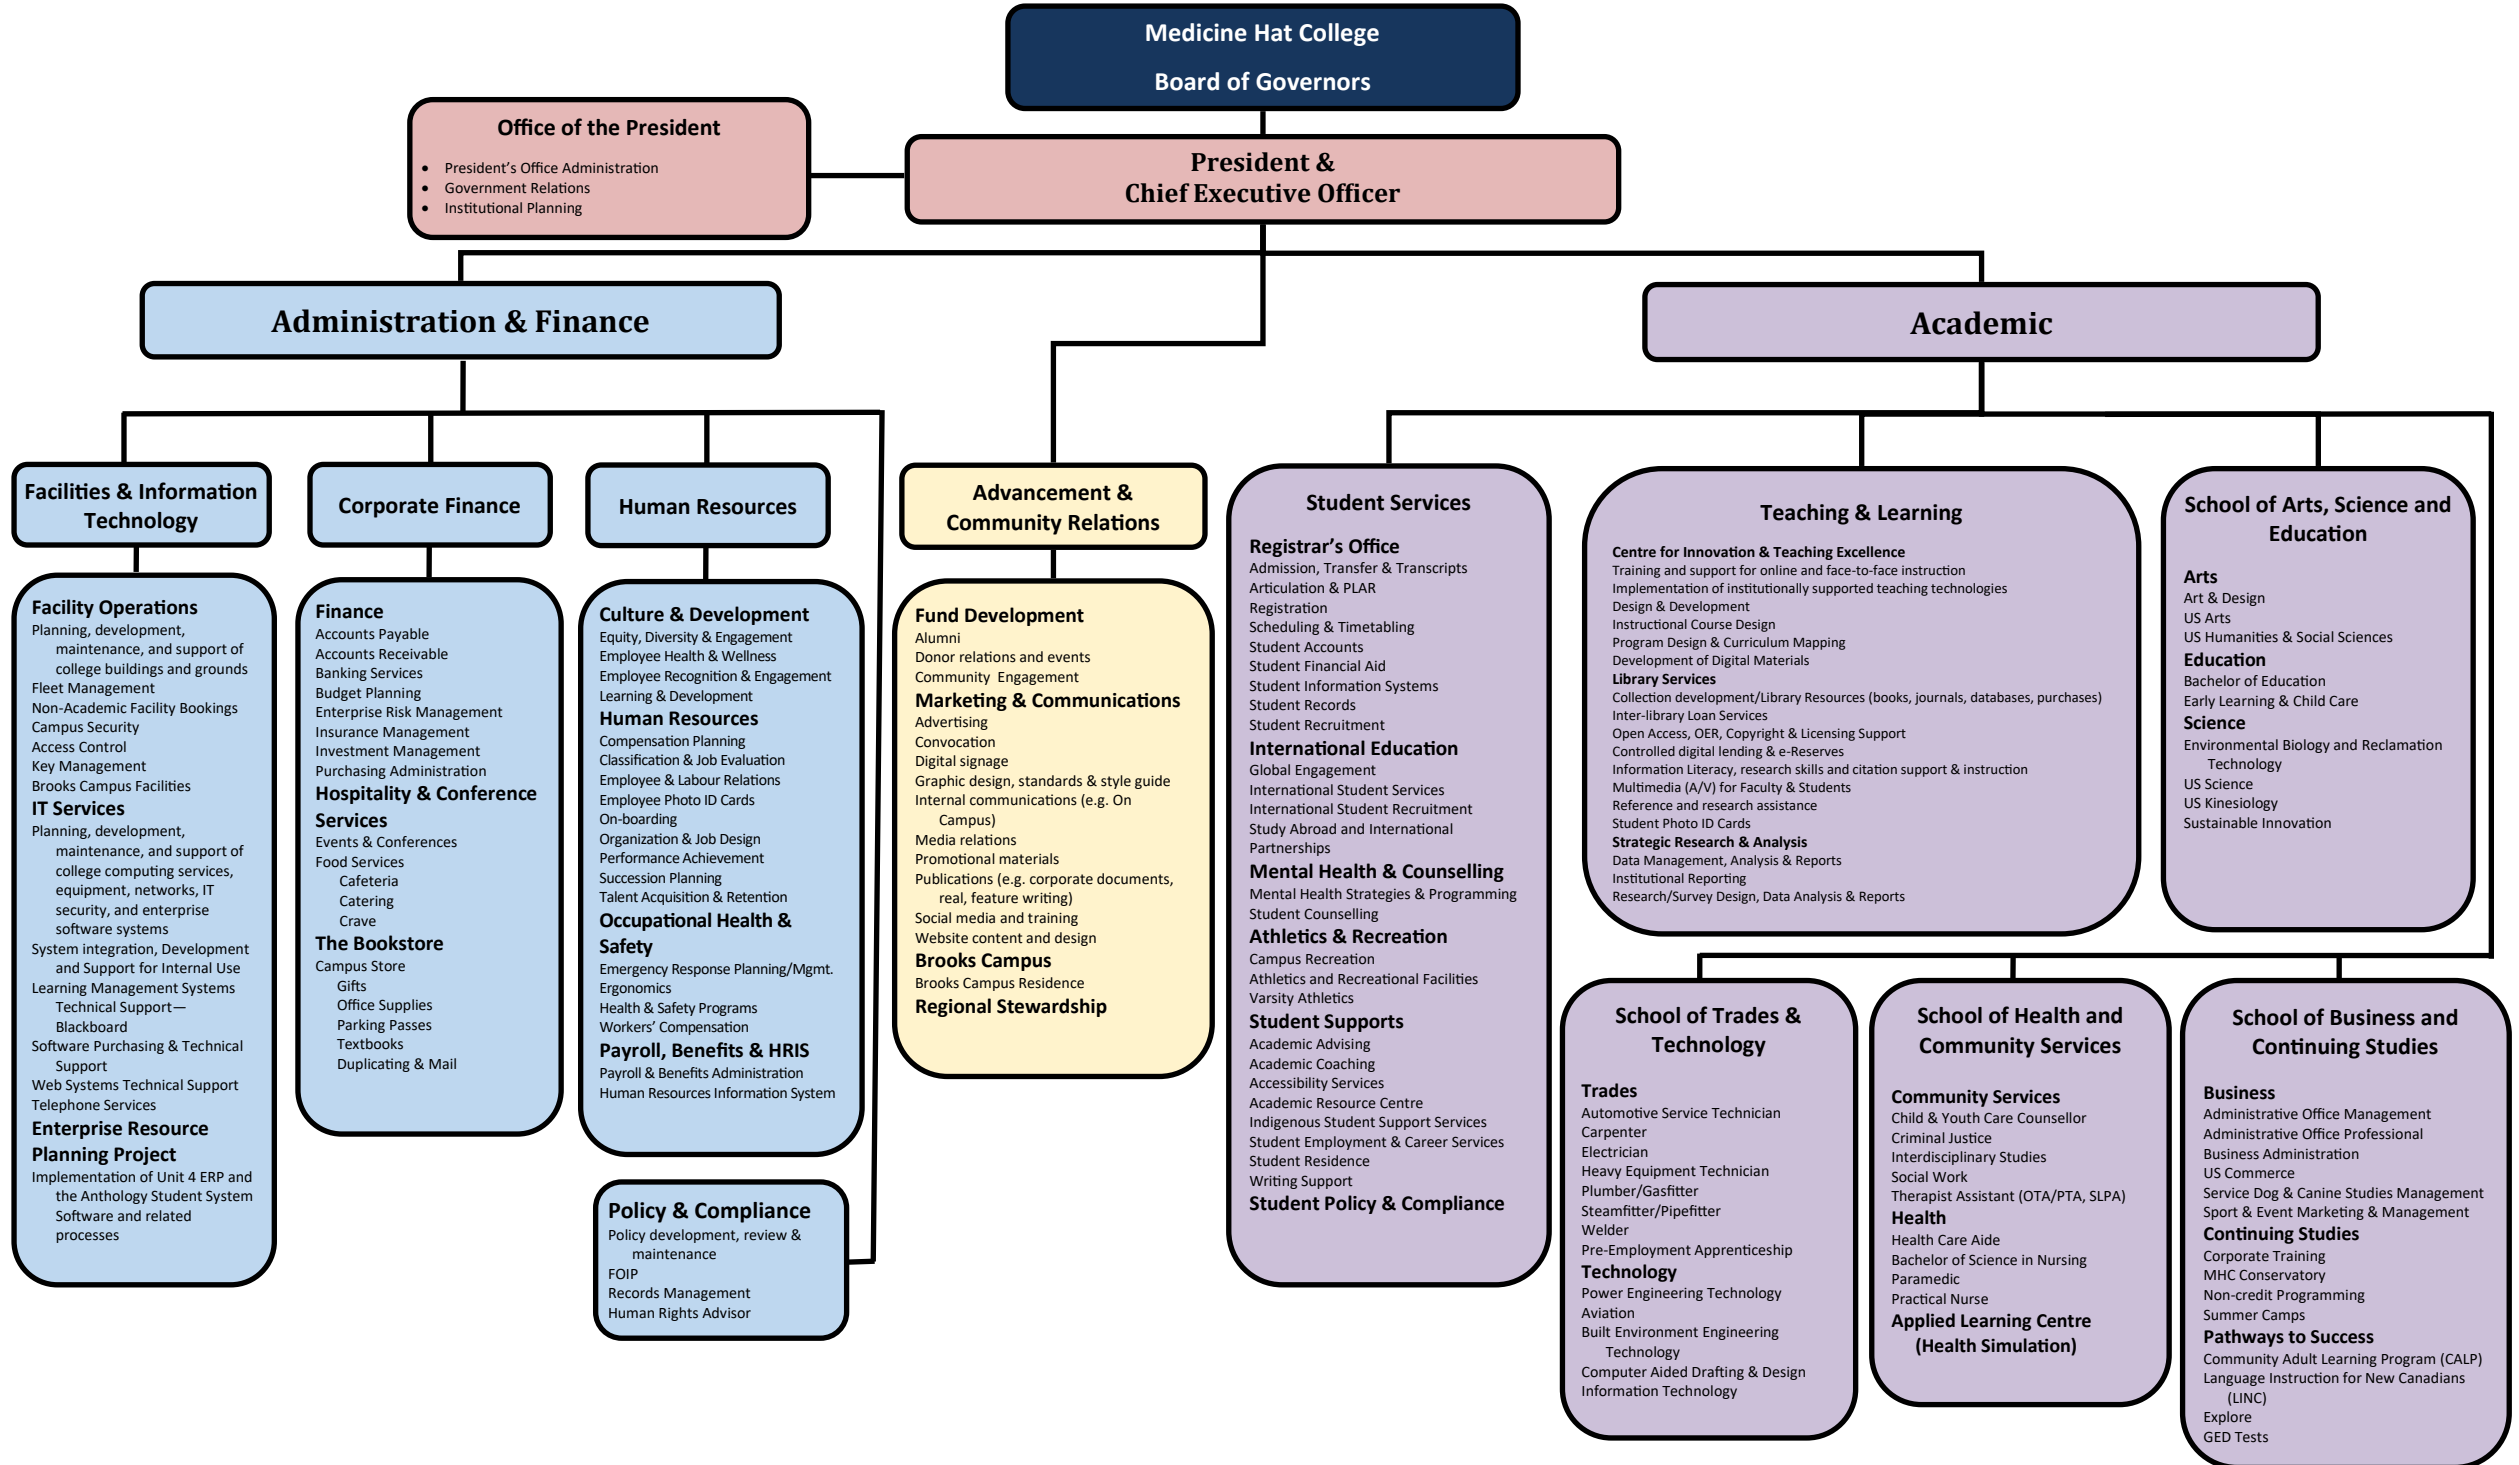 Medicine Hat College
Board of Governors
Office of the President
• President’s Office Administration
• Government Relations
• Institutional Planning
President &
Chief Executive Officer
Administration & Finance
Academic
Facilities & Information
Technology
Facility Operations
Planning, development,
maintenance, and support of
college buildings and grounds
Fleet Management
Non-Academic Facility Bookings
Campus Security
Access Control
Key Management
Brooks Campus Facilities
IT Services
Planning, development,
maintenance, and support of
college computing services,
equipment, networks, IT
security, and enterprise
software systems
System integration, Development
and Support for Internal Use
Learning Management Systems
Technical Support—
Blackboard
Software Purchasing & Technical
Support
Web Systems Technical Support
Telephone Services
Enterprise Resource
Planning Project
Implementation of Unit 4 ERP and
the Anthology Student System
Software and related
processes
Corporate Finance
Finance
Accounts Payable
Accounts Receivable
Banking Services
Budget Planning
Enterprise Risk Management
Insurance Management
Investment Management
Purchasing Administration
Hospitality & Conference
Services
Events & Conferences
Food Services
Cafeteria
Catering
Crave
The Bookstore
Campus Store
Gifts
Office Supplies
Parking Passes
Textbooks
Duplicating & Mail
Human Resources
Culture & Development
Equity, Diversity & Engagement
Employee Health & Wellness
Employee Recognition & Engagement
Learning & Development
Human Resources
Compensation Planning
Classification & Job Evaluation
Employee & Labour Relations
Employee Photo ID Cards
On-boarding
Organization & Job Design
Performance Achievement
Succession Planning
Talent Acquisition & Retention
Occupational Health &
Safety
Emergency Response Planning/Mgmt.
Ergonomics
Health & Safety Programs
Workers’ Compensation
Payroll, Benefits & HRIS
Payroll & Benefits Administration
Human Resources Information System
Policy & Compliance
Policy development, review &
maintenance
FOIP
Records Management
Human Rights Advisor
Advancement &
Community Relations
Fund Development
Alumni
Donor relations and events
Community Engagement
Marketing & Communications
Advertising
Convocation
Digital signage
Graphic design, standards & style guide
Internal communications (e.g. On
Campus)
Media relations
Promotional materials
Publications (e.g. corporate documents,
real, feature writing)
Social media and training
Website content and design
Brooks Campus
Brooks Campus Residence
Regional Stewardship
Student Services
Registrar’s Office
Admission, Transfer & Transcripts
Articulation & PLAR
Registration
Scheduling & Timetabling
Student Accounts
Student Financial Aid
Student Information Systems
Student Records
Student Recruitment
International Education
Global Engagement
International Student Services
International Student Recruitment
Study Abroad and International
Partnerships
Mental Health & Counselling
Mental Health Strategies & Programming
Student Counselling
Athletics & Recreation
Campus Recreation
Athletics and Recreational Facilities
Varsity Athletics
Student Supports
Academic Advising
Academic Coaching
Accessibility Services
Academic Resource Centre
Indigenous Student Support Services
Student Employment & Career Services
Student Residence
Writing Support
Student Policy & Compliance
Teaching & Learning
Centre for Innovation & Teaching Excellence
Training and support for online and face-to-face instruction
Implementation of institutionally supported teaching technologies
Design & Development
Instructional Course Design
Program Design & Curriculum Mapping
Development of Digital Materials
Library Services
Collection development/Library Resources (books, journals, databases, purchases)
Inter-library Loan Services
Open Access, OER, Copyright & Licensing Support
Controlled digital lending & e-Reserves
Information Literacy, research skills and citation support & instruction
Multimedia (A/V) for Faculty & Students
Reference and research assistance
Student Photo ID Cards
Strategic Research & Analysis
Data Management, Analysis & Reports
Institutional Reporting
Research/Survey Design, Data Analysis & Reports
School of Arts, Science and
Education
Arts
Art & Design
US Arts
US Humanities & Social Sciences
Education
Bachelor of Education
Early Learning & Child Care
Science
Environmental Biology and Reclamation
Technology
US Science
US Kinesiology
Sustainable Innovation
School of Trades &
Technology
Trades
Automotive Service Technician
Carpenter
Electrician
Heavy Equipment Technician
Plumber/Gasfitter
Steamfitter/Pipefitter
Welder
Pre-Employment Apprenticeship
Technology
Power Engineering Technology
Aviation
Built Environment Engineering
Technology
Computer Aided Drafting & Design
Information Technology
School of Health and
Community Services
Community Services
Child & Youth Care Counsellor
Criminal Justice
Interdisciplinary Studies
Social Work
Therapist Assistant (OTA/PTA, SLPA)
Health
Health Care Aide
Bachelor of Science in Nursing
Paramedic
Practical Nurse
Applied Learning Centre
(Health Simulation)
School of Business and
Continuing Studies
Business
Administrative Office Management
Administrative Office Professional
Business Administration
US Commerce
Service Dog & Canine Studies Management
Sport & Event Marketing & Management
Continuing Studies
Corporate Training
MHC Conservatory
Non-credit Programming
Summer Camps
Pathways to Success
Community Adult Learning Program (CALP)
Language Instruction for New Canadians
(LINC)
Explore
GED Tests